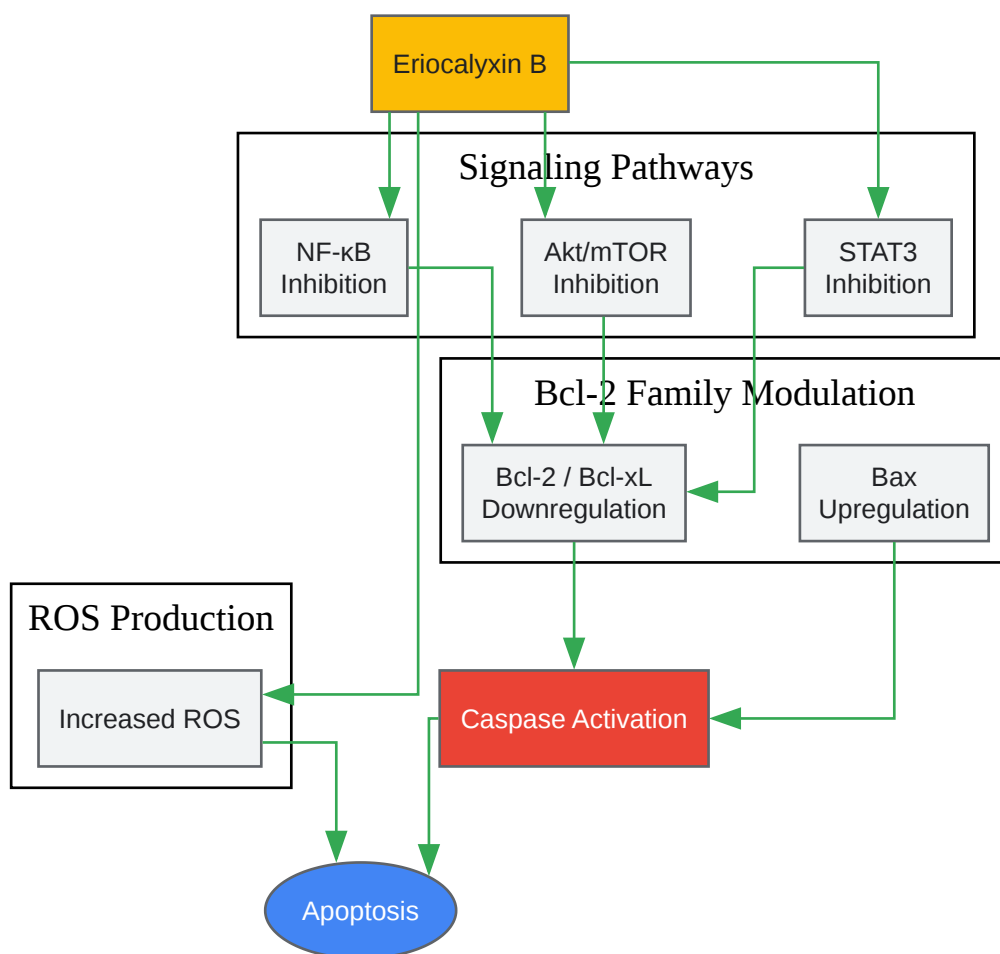 Eriocalyxin B
Signaling Pathways
NF-κB
Inhibition
Akt/mTOR
Inhibition
STAT3
Inhibition
Bcl-2 Family Modulation
Bcl-2 / Bcl-xL
Downregulation
Bax
Upregulation
ROS Production
Increased ROS
Caspase Activation
Apoptosis